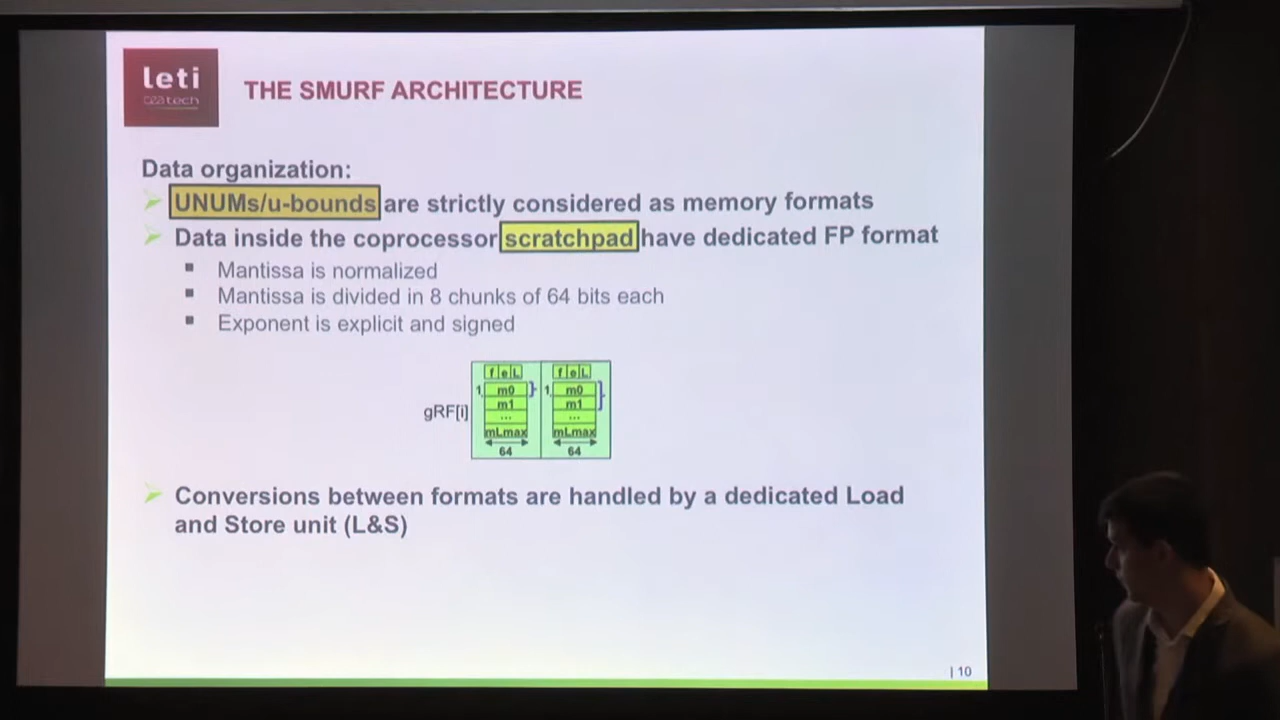 leti
ceatech
THE SMURF ARCHITECTURE
Data organization:
UNUMs/u-bounds are strictly considered as memory formats
Data inside the coprocessor scratchpad have dedicated FP format
Mantissa is normalized
Mantissa is divided in 8 chunks of 64 bits each
Exponent is explicit and signed
f e L f e L
1 m0 1 m0
gRF[i] m1 m1
... ...
mLmax mLmax
64 64
Conversions between formats are handled by a dedicated Load
and Store unit (L&S)
| 10